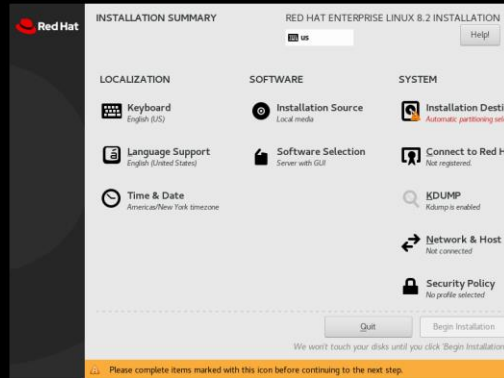 Red Hat
INSTALLATION SUMMARY
RED HAT ENTERPRISE LINUX 8.2 INSTALLATION
us
Help!
LOCALIZATION
Keyboard
English (US)
Language Support
English (United States)
Time & Date
Americas/New York timezone
SOFTWARE
Installation Source
Local media
Software Selection
Server with GUI
SYSTEM
Installation Desti
Automatic partitioning sele
Connect to Red H
Not registered.
KDUMP
Kdump is enabled
Network & Host
Not connected
Security Policy
No profile selected
Quit
Begin Installation
We won't touch your disks until you click 'Begin Installation
Please complete items marked with this icon before continuing to the next step.